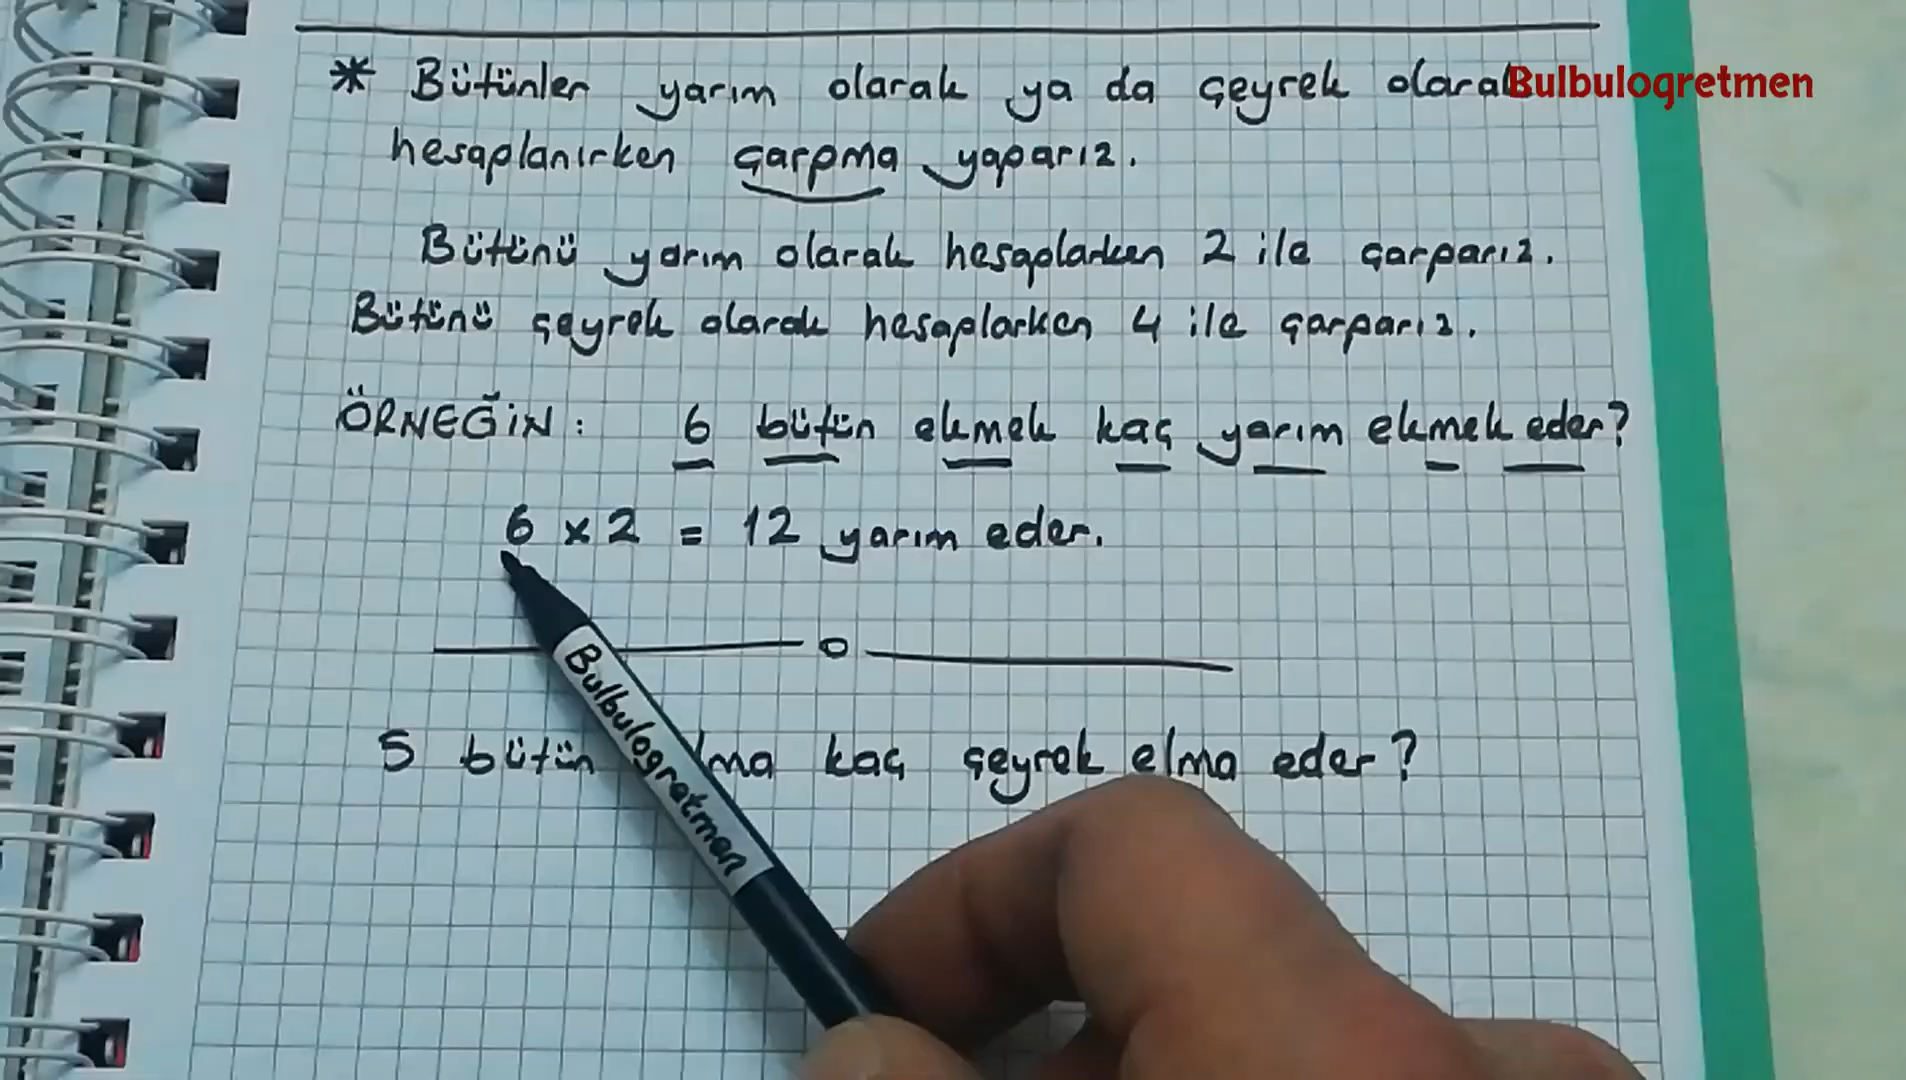 * Bütünler yarım olarak ya da çeyrek olarak
Bulbulogretmen
hesaplanırken çarpma yaparız.
Bütünü yarım olarak hesaplarken 2 ile çarparız.
Bütünü çeyrek olarak hesaplarken 4 ile çarparız.
ÖRNEĞİN: 6 bütün ekmek kaç yarım ekmek eder?
6 x 2 = 12 yarım eder.
Bulbulogretmen
5 bütün elma kaç çeyrek elma eder?